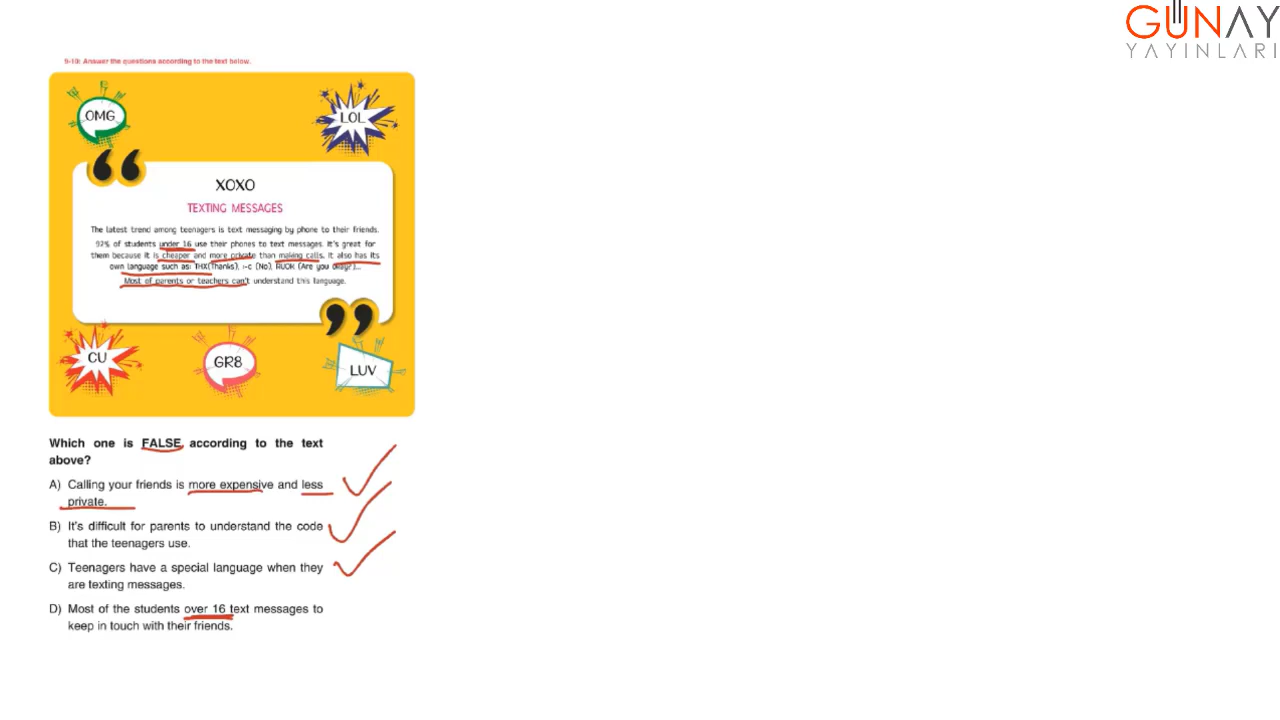 GÜNAY
YAYINLARI
9-10: Answer the questions according to the text below.
OMG
LOL
XOXO
TEXTING MESSAGES
The latest trend among teenagers is text messaging by phone to their friends.
92% of students under 16 use their phones to text messages. It's great for
them because it is cheaper and more private than making calls. It also has its
own language such as: THX(Thanks), :-c (No), RUOK (Are you okay?)...
Most of parents or teachers can't understand this language.
CU
GR8
LUV
Which one is FALSE according to the text
above?
A) Calling your friends is more expensive and less
private.
B) It's difficult for parents to understand the code
that the teenagers use.
C) Teenagers have a special language when they
are texting messages.
D) Most of the students over 16 text messages to
keep in touch with their friends.